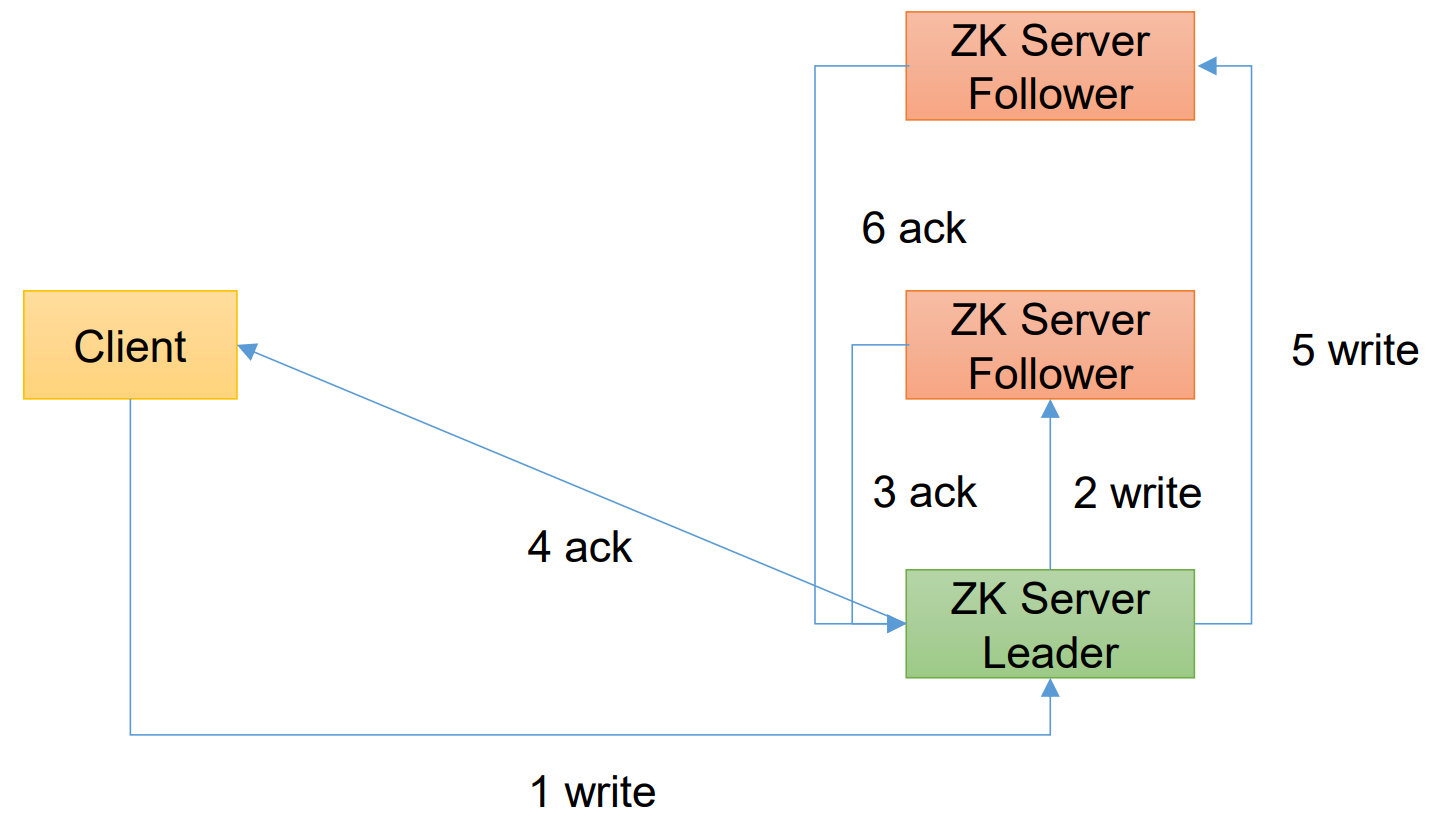 ZK Server
Follower
6 ack
ZK Server
Follower
Client
5 write
3 ack
2 write
4 ack
ZK Server
Leader
1 write